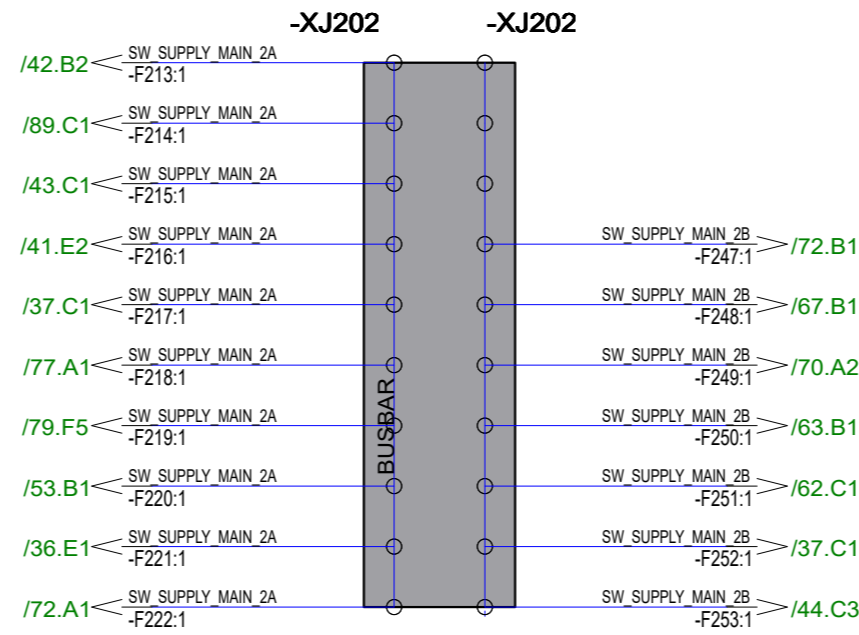 -XJ202 -XJ202
/42.B2 SW_SUPPLY_MAIN_2A
-F213:1
/89.C1 SW_SUPPLY_MAIN_2A
-F214:1
/43.C1 SW_SUPPLY_MAIN_2A
-F215:1
/41.E2 SW_SUPPLY_MAIN_2A
-F216:1
SW_SUPPLY_MAIN_2B /72.B1
-F247:1
/37.C1 SW_SUPPLY_MAIN_2A
-F217:1
SW_SUPPLY_MAIN_2B /67.B1
-F248:1
/77.A1 SW_SUPPLY_MAIN_2A
-F218:1
SW_SUPPLY_MAIN_2B /70.A2
-F249:1
BUSBAR
/79.F5 SW_SUPPLY_MAIN_2A
-F219:1
SW_SUPPLY_MAIN_2B /63.B1
-F250:1
/53.B1 SW_SUPPLY_MAIN_2A
-F220:1
SW_SUPPLY_MAIN_2B /62.C1
-F251:1
/36.E1 SW_SUPPLY_MAIN_2A
-F221:1
SW_SUPPLY_MAIN_2B /37.C1
-F252:1
/72.A1 SW_SUPPLY_MAIN_2A
-F222:1
SW_SUPPLY_MAIN_2B /44.C3
-F253:1